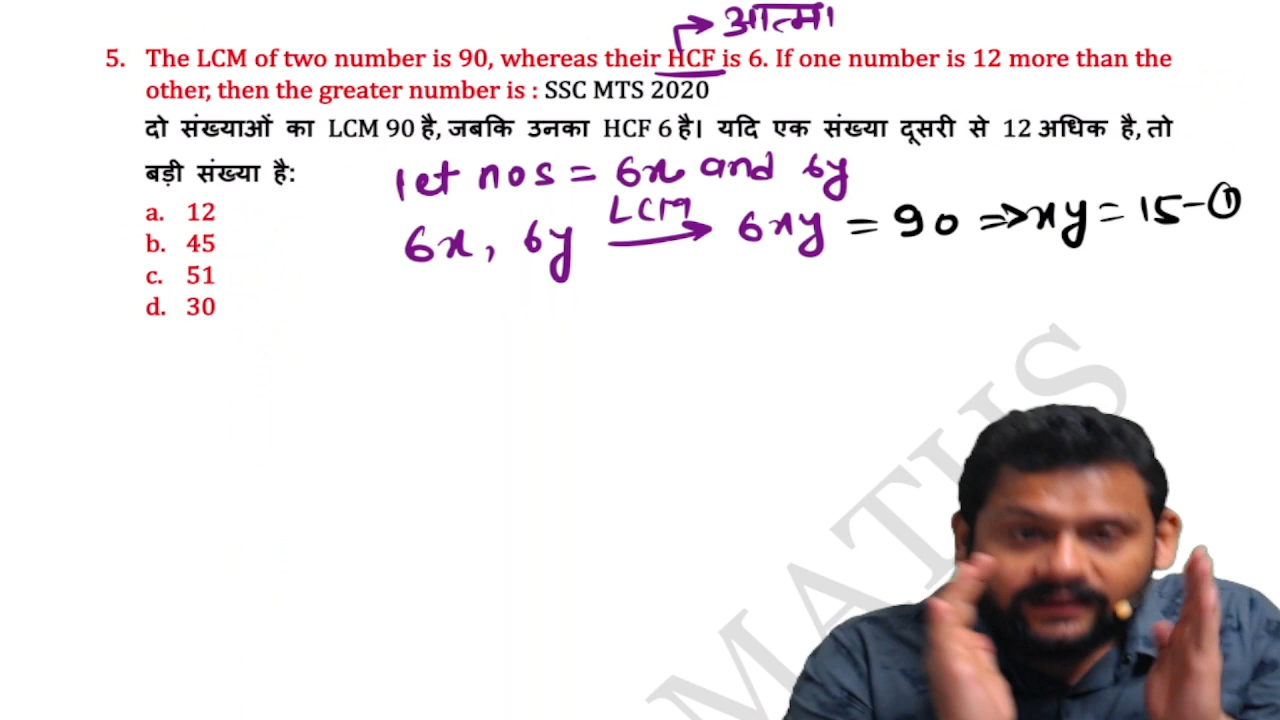 → आत्मा
5. The LCM of two number is 90, whereas their HCF is 6. If one number is 12 more than the
other, then the greater number is : SSC MTS 2020
दो संख्याओं का LCM 90 है, जबकि उनका HCF 6 है। यदि एक संख्या दूसरी से 12 अधिक है, तो
बड़ी संख्या है:
let nos = 6x and 6y
a. 12
6x, 6y LCM → 6xy = 90 ⇒ xy = 15 - ①
b. 45
c. 51
d. 30
MATHS